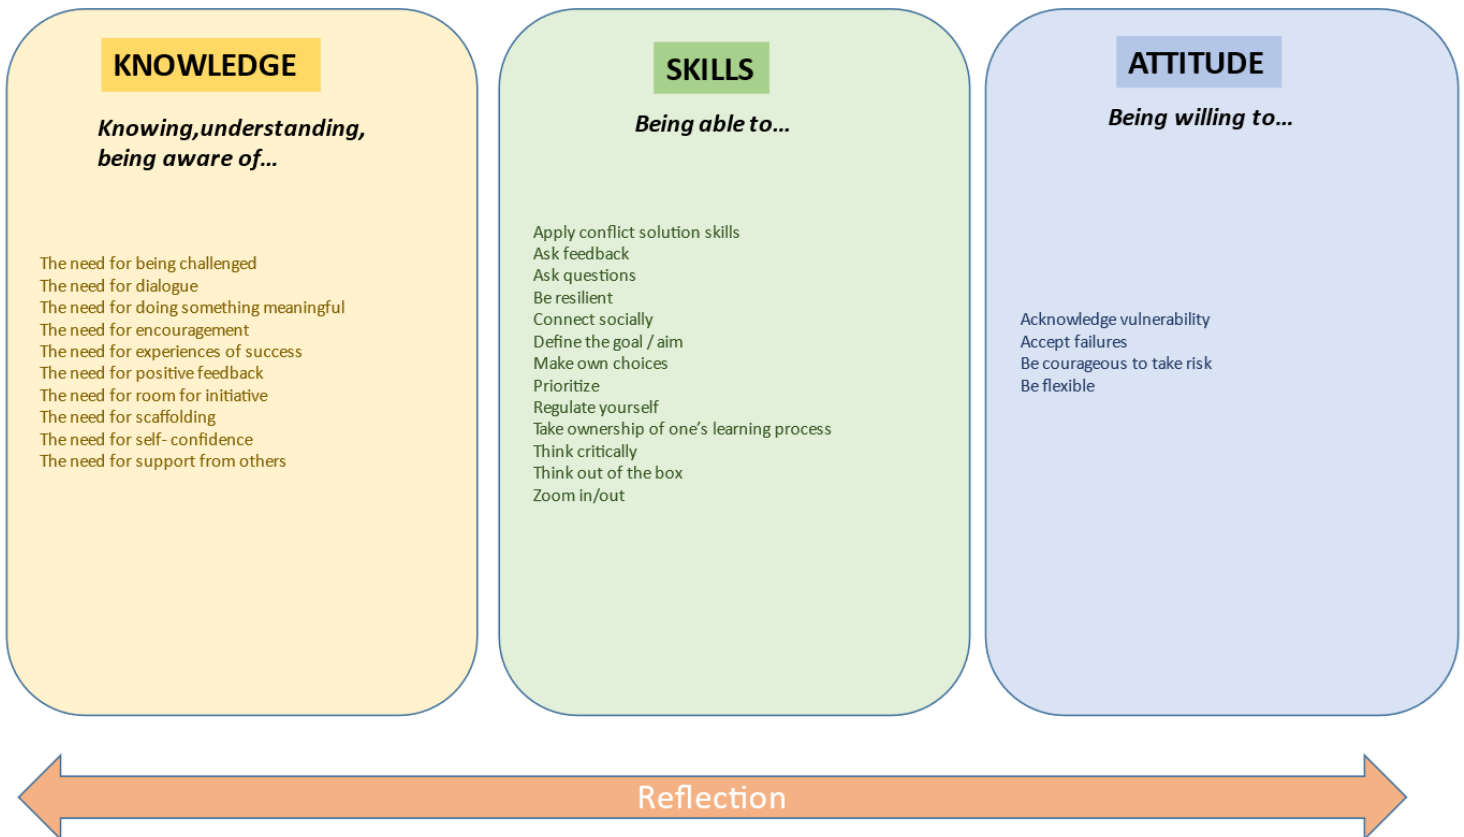 KNOWLEDGE
Knowing,understanding,
being aware of...
The need for being challenged
The need for dialogue
The need for doing something meaningful
The need for encouragement
The need for experiences of success
The need for positive feedback
The need for room for initiative
The need for scaffolding
The need for self- confidence
The need for support from others
SKILLS
Being able to...
Apply conflict solution skills
Ask feedback
Ask questions
Be resilient
Connect socially
Define the goal / aim
Make own choices
Prioritize
Regulate yourself
Take ownership of one’s learning process
Think critically
Think out of the box
Zoom in/out
ATTITUDE
Being willing to...
Acknowledge vulnerability
Accept failures
Be courageous to take risk
Be flexible
Reflection